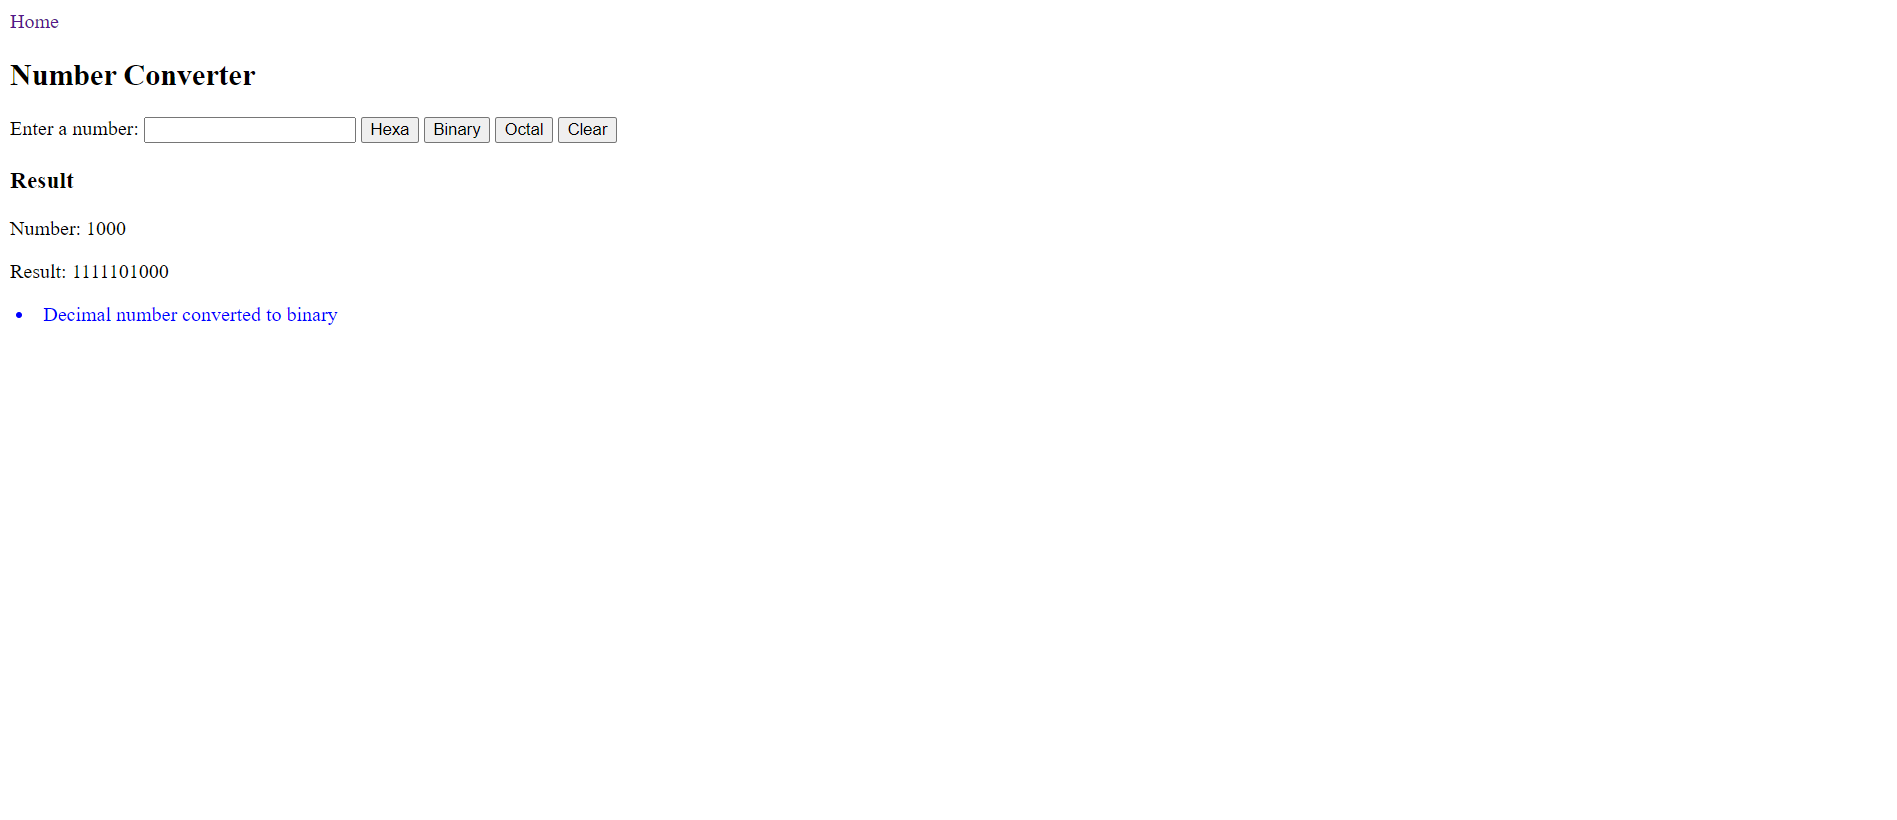 Home
Number Converter
Enter a number: Hexa Binary Octal Clear
Result
Number: 1000
Result: 1111101000
• Decimal number converted to binary